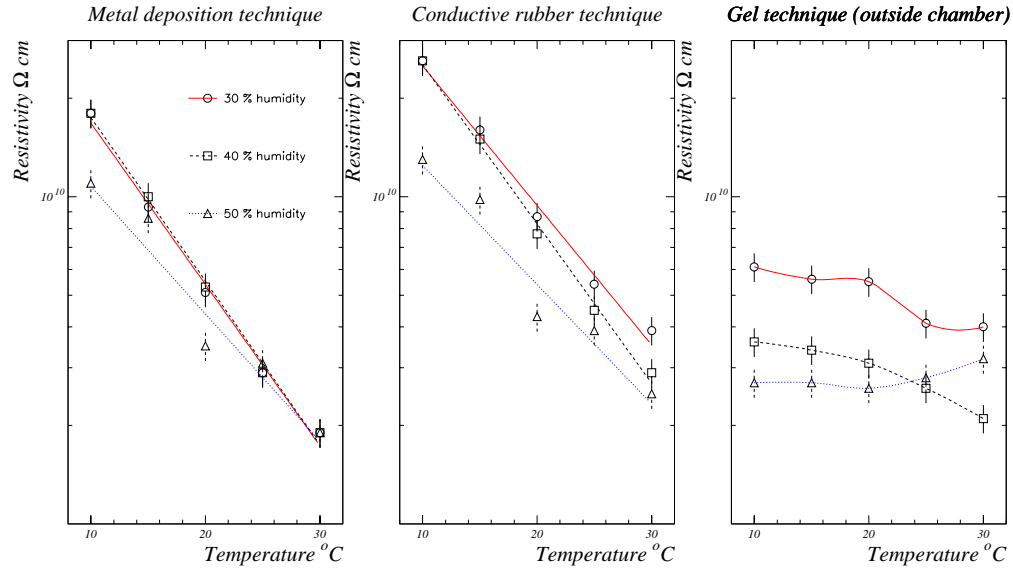 Metal deposition technique
Resistivity Ω cm
10^10
30 % humidity
40 % humidity
50 % humidity
10 20 30
Temperature °C
Conductive rubber technique
Resistivity Ω cm
10^10
10 20 30
Temperature °C
Gel technique (outside chamber)
Resistivity Ω cm
10^10
10 20 30
Temperature °C